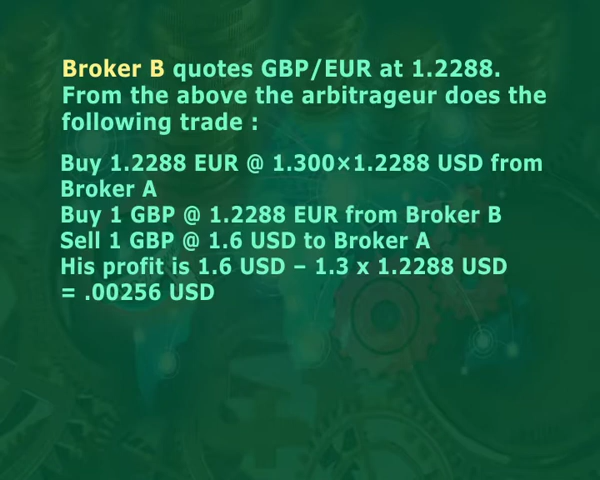 Broker B quotes GBP/EUR at 1.2288.
From the above the arbitrageur does the
following trade :
Buy 1.2288 EUR @ 1.300×1.2288 USD from
Broker A
Buy 1 GBP @ 1.2288 EUR from Broker B
Sell 1 GBP @ 1.6 USD to Broker A
His profit is 1.6 USD – 1.3 x 1.2288 USD
= .00256 USD